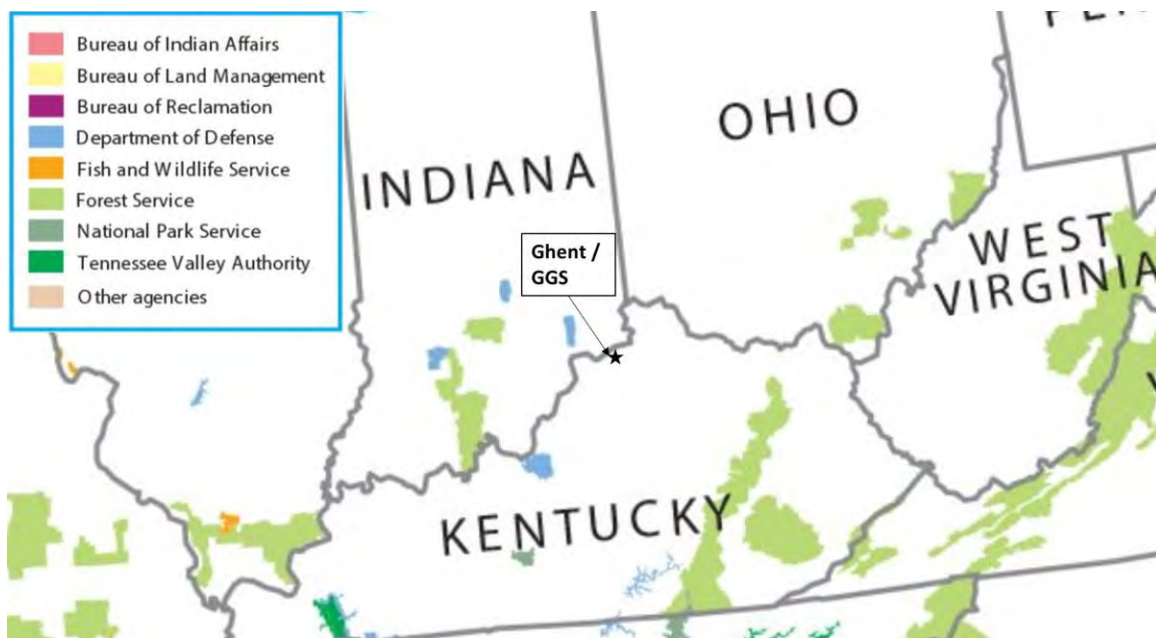 Bureau of Indian Affairs
Bureau of Land Management
Bureau of Reclamation
Department of Defense
Fish and Wildlife Service
Forest Service
National Park Service
Tennessee Valley Authority
Other agencies
OHIO
INDIANA
Ghent /
GGS
WEST
VIRGINIA
KENTUCKY